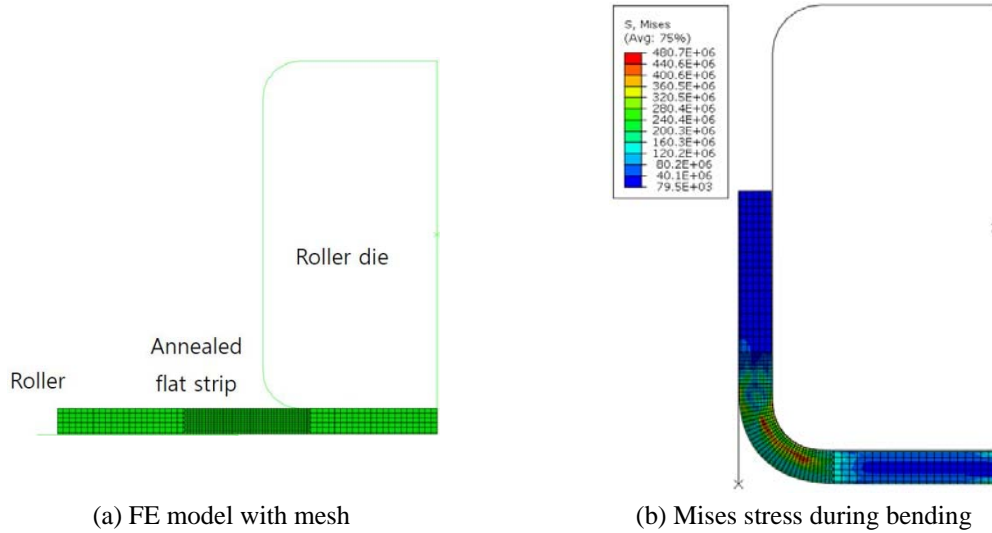 S, Mises
(Avg: 75%)
480.7E+06
440.6E+06
400.6E+06
360.5E+06
320.5E+06
280.4E+06
240.4E+06
200.3E+06
160.3E+06
120.2E+06
80.2E+06
40.1E+06
79.5E+03
Roller die
Annealed
flat strip
Roller
(a) FE model with mesh
(b) Mises stress during bending